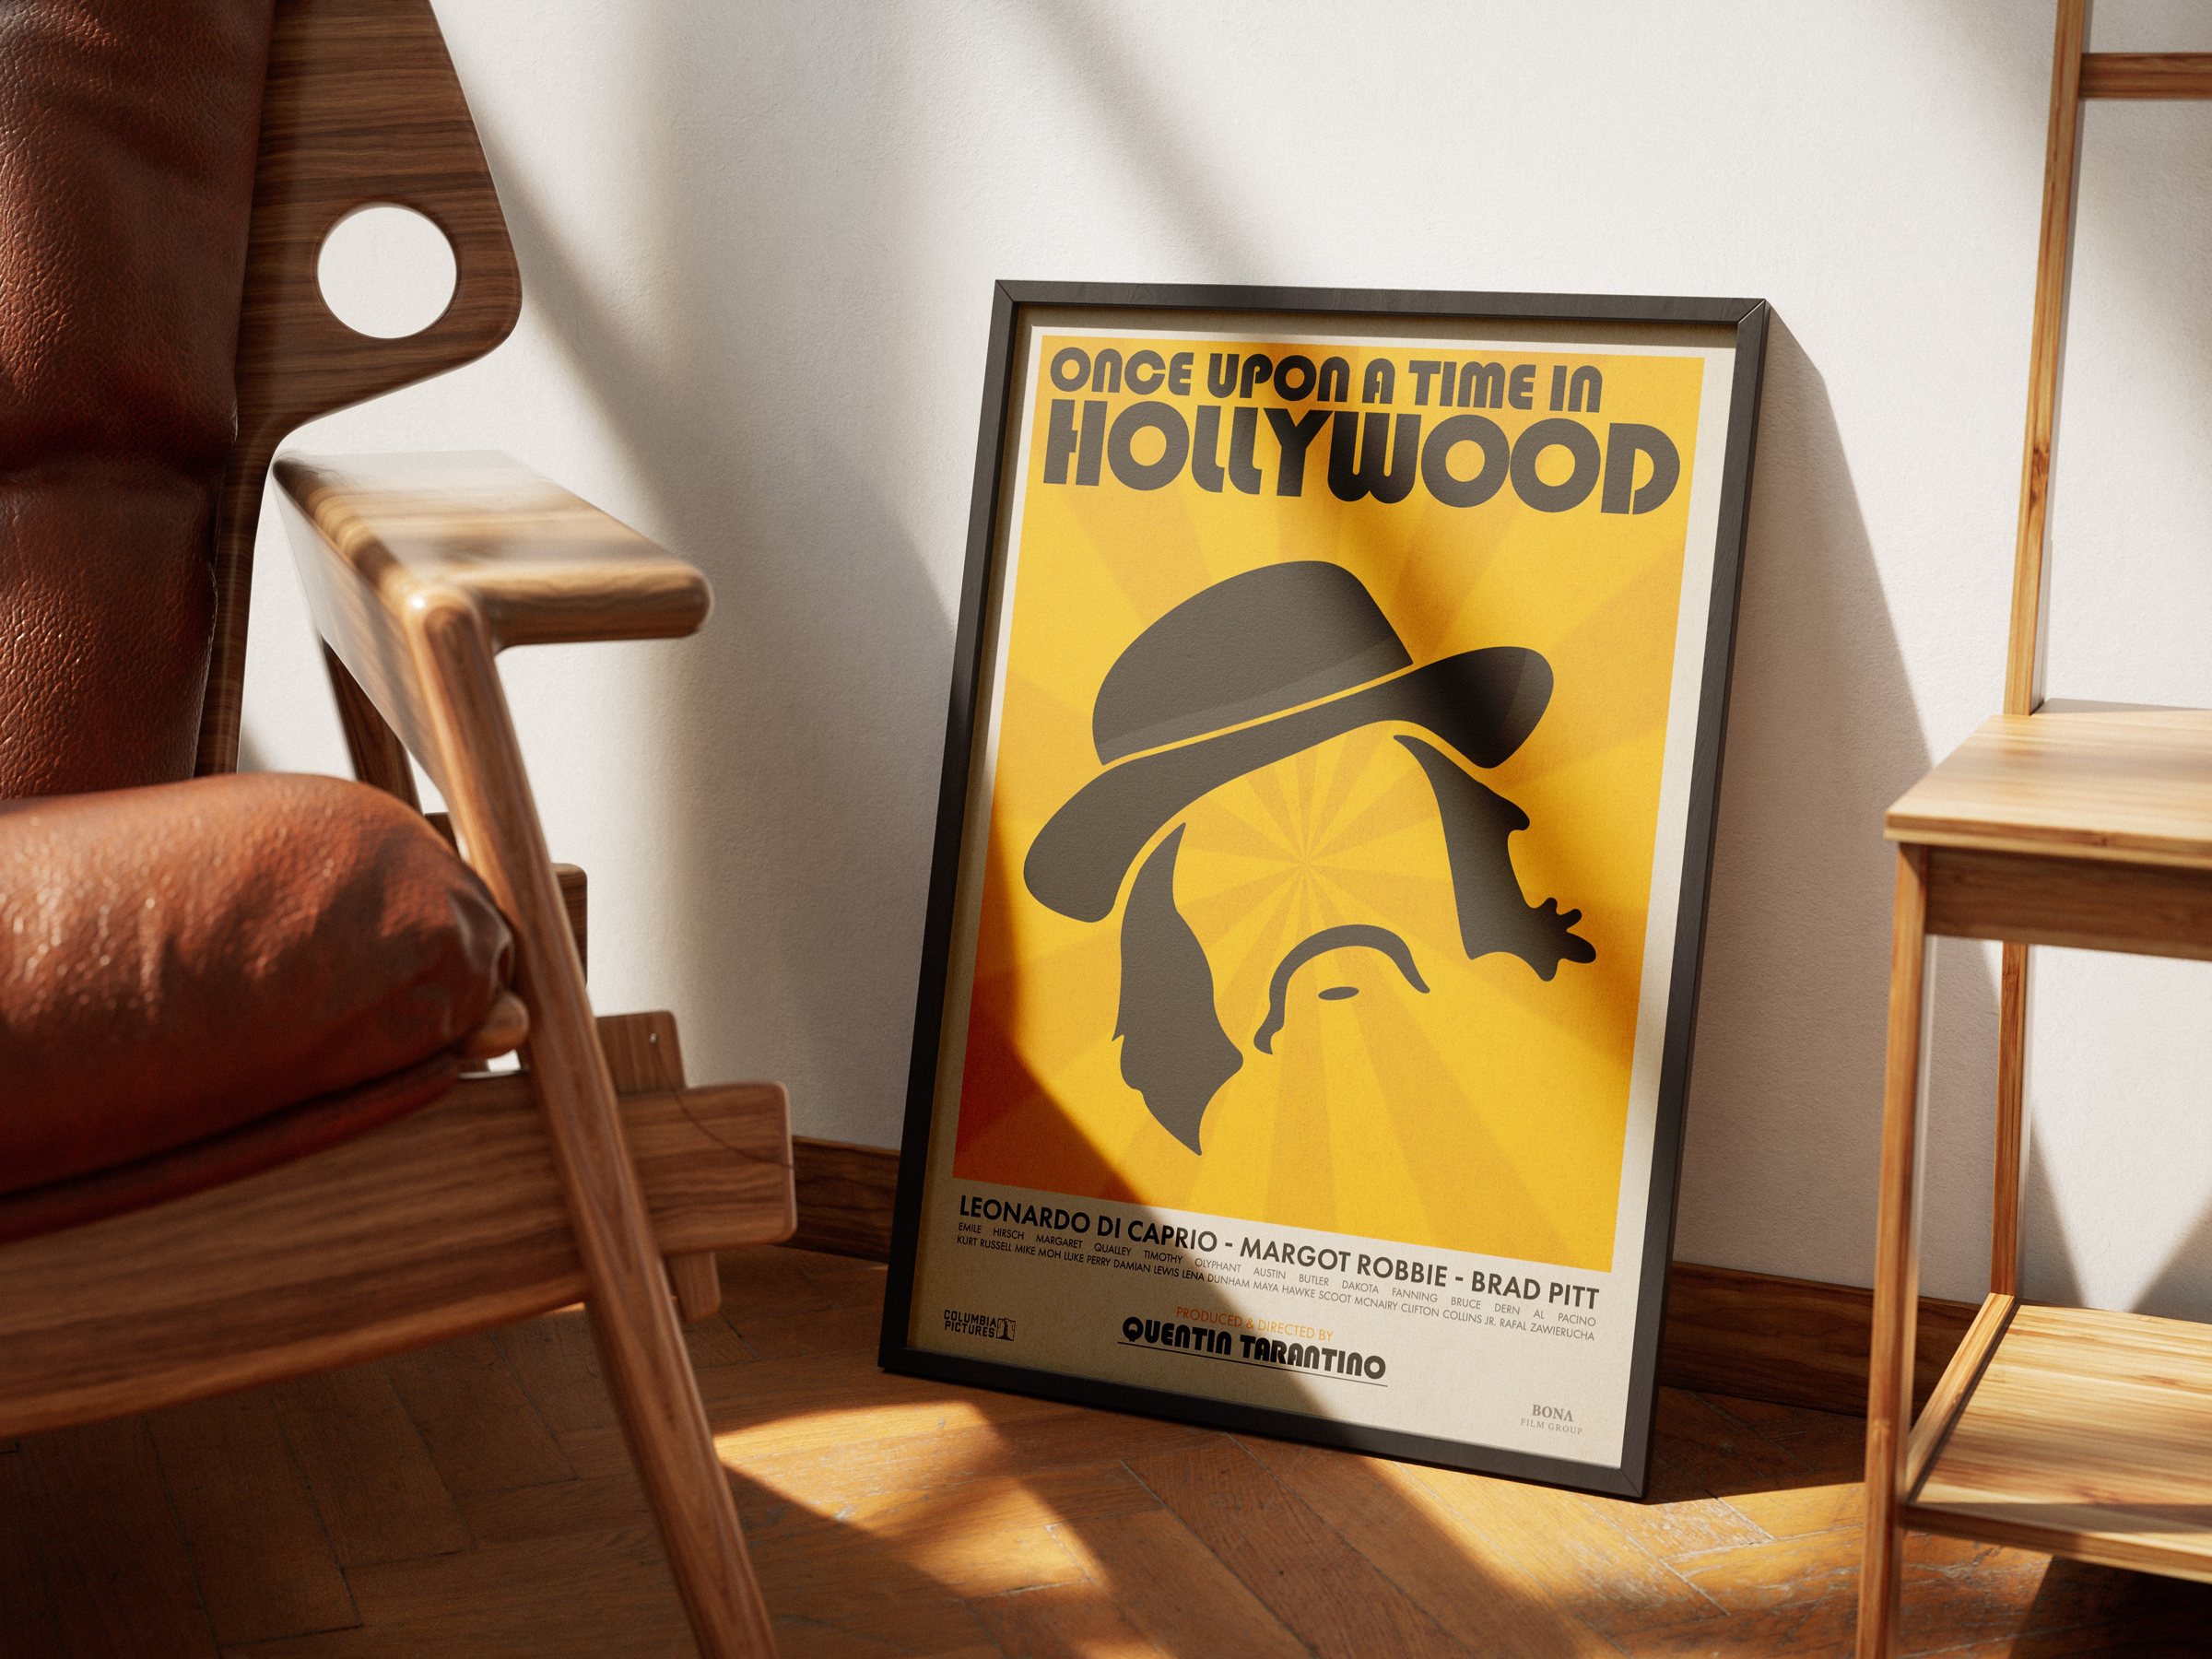 ONCE UPON A TIME IN
HOLLYWOOD
LEONARDO DI CAPRIO - MARGOT ROBBIE - BRAD PITT
EMILE HIRSCH MARGARET QUALLEY TIMOTHY OLYPHANT AUSTIN BUTLER DAKOTA FANNING BRUCE DERN AL PACINO
KURT RUSSELL MIKE MOH LUKE PERRY DAMIAN LEWIS LENA DUNHAM MAYA HAWKE SCOOT MCNAIRY CLIFTON COLLINS JR. RAFAL ZAWIERUCHA
PRODUCED & DIRECTED BY
QUENTIN TARANTINO
COLUMBIA
PICTURES
BONA
FILM GROUP